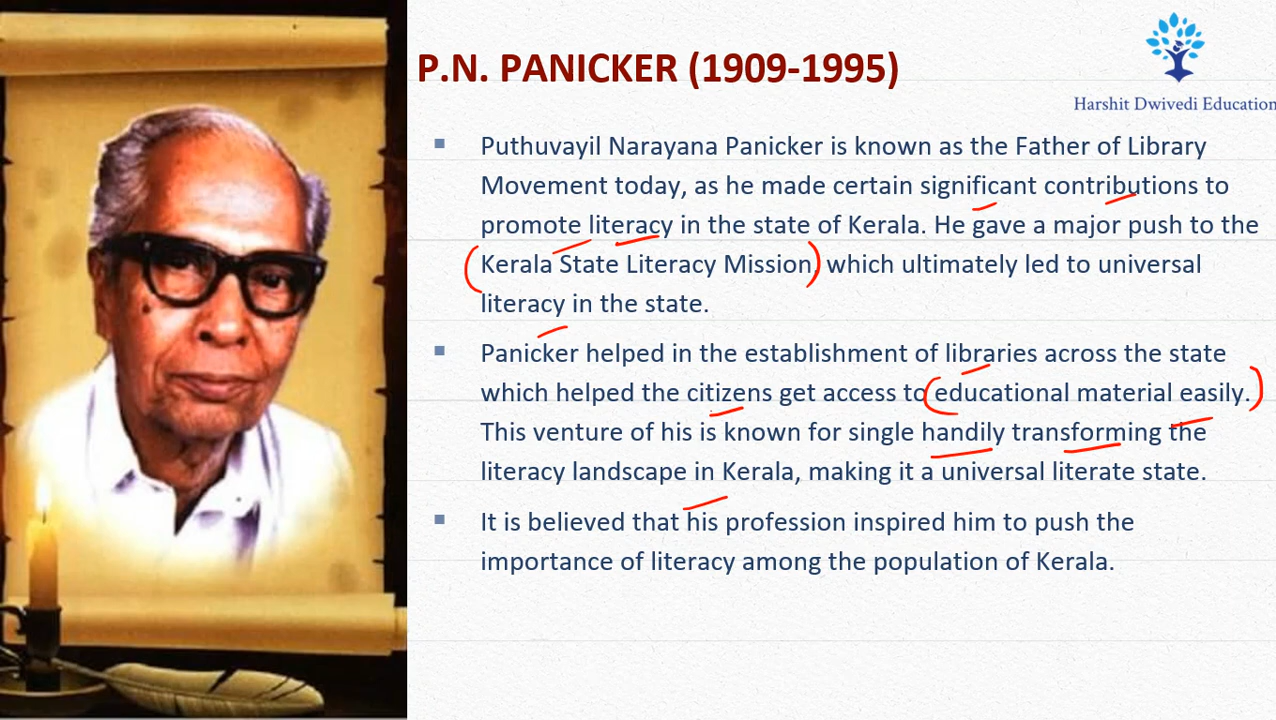 P.N. PANICKER (1909-1995)
Harshit Dwivedi Education
Puthuvayil Narayana Panicker is known as the Father of Library
Movement today, as he made certain significant contributions to
promote literacy in the state of Kerala. He gave a major push to the
Kerala State Literacy Mission, which ultimately led to universal
literacy in the state.
Panicker helped in the establishment of libraries across the state
which helped the citizens get access to educational material easily.
This venture of his is known for single handily transforming the
literacy landscape in Kerala, making it a universal literate state.
It is believed that his profession inspired him to push the
importance of literacy among the population of Kerala.